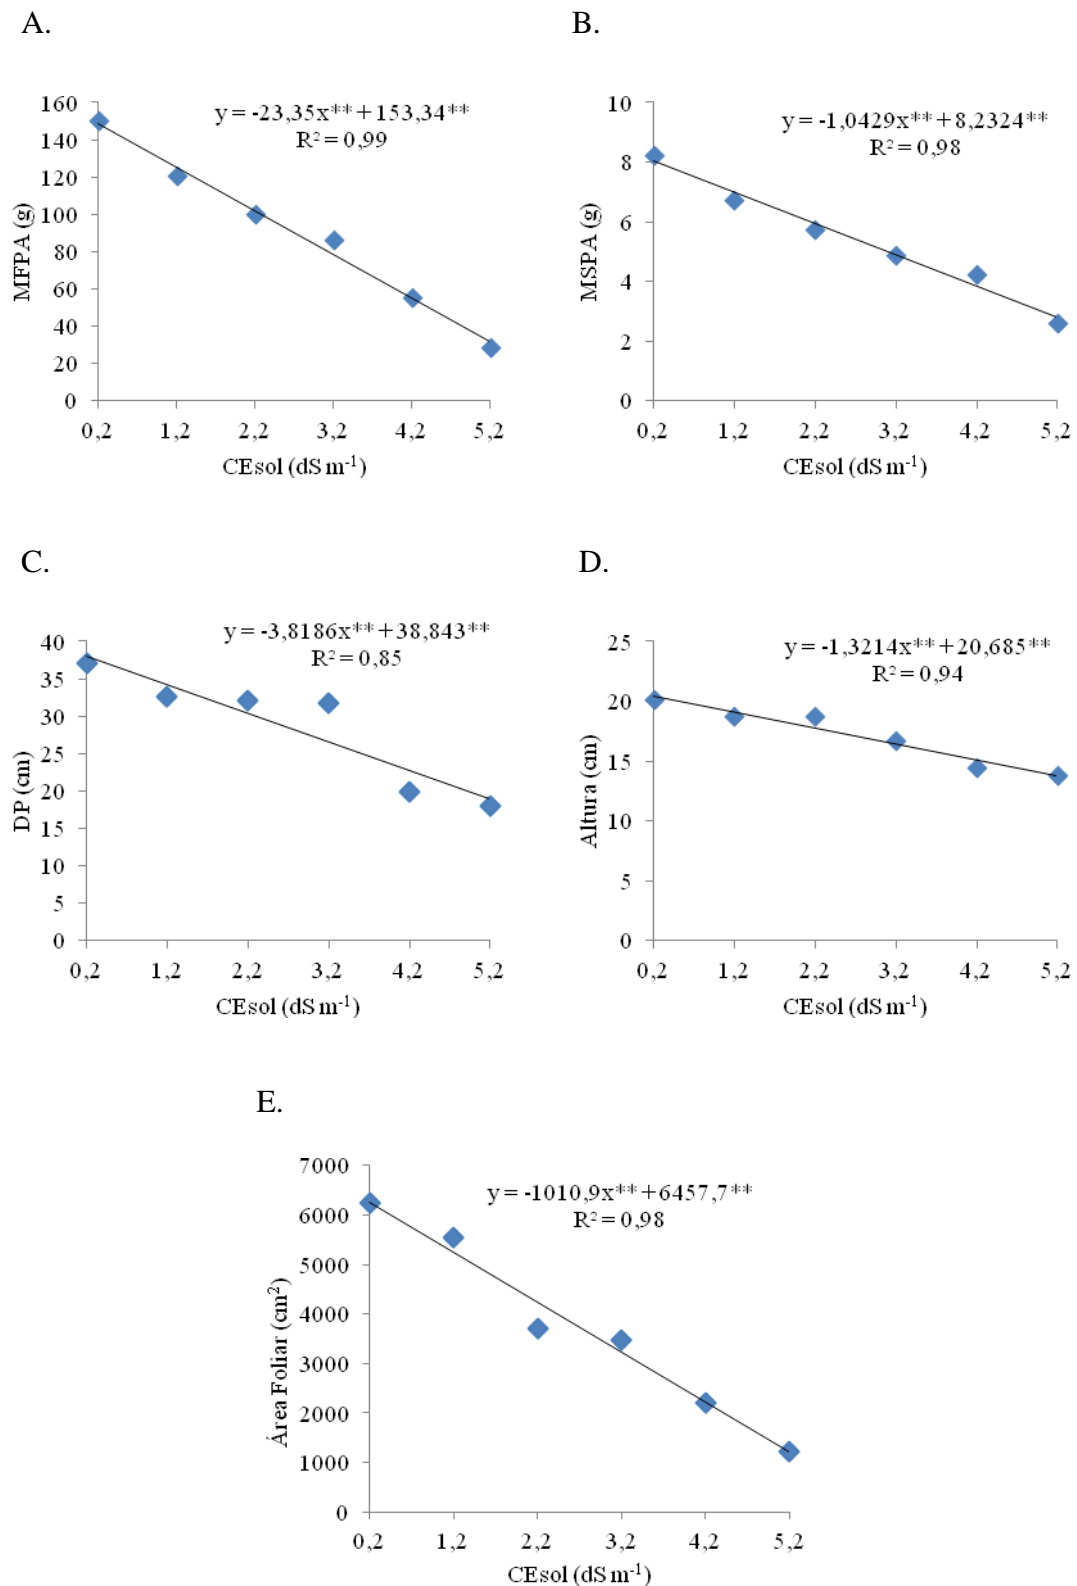 A.
y = -23,35x** + 153,34**
R² = 0,99
MFPA (g)
160
140
120
100
80
60
40
20
0
0,2 1,2 2,2 3,2 4,2 5,2
CEsol (dS m⁻¹)
B.
y = -1,0429x** + 8,2324**
R² = 0,98
MSPA (g)
10
8
6
4
2
0
0,2 1,2 2,2 3,2 4,2 5,2
CEsol (dS m⁻¹)
C.
y = -3,8186x** + 38,843**
R² = 0,85
DP (cm)
40
35
30
25
20
15
10
5
0
0,2 1,2 2,2 3,2 4,2 5,2
CEsol (dS m⁻¹)
D.
y = -1,3214x** + 20,685**
R² = 0,94
Altura (cm)
25
20
15
10
5
0
0,2 1,2 2,2 3,2 4,2 5,2
CEsol (dS m⁻¹)
E.
y = -1010,9x** + 6457,7**
R² = 0,98
Área Foliar (cm²)
7000
6000
5000
4000
3000
2000
1000
0
0,2 1,2 2,2 3,2 4,2 5,2
CEsol (dS m⁻¹)